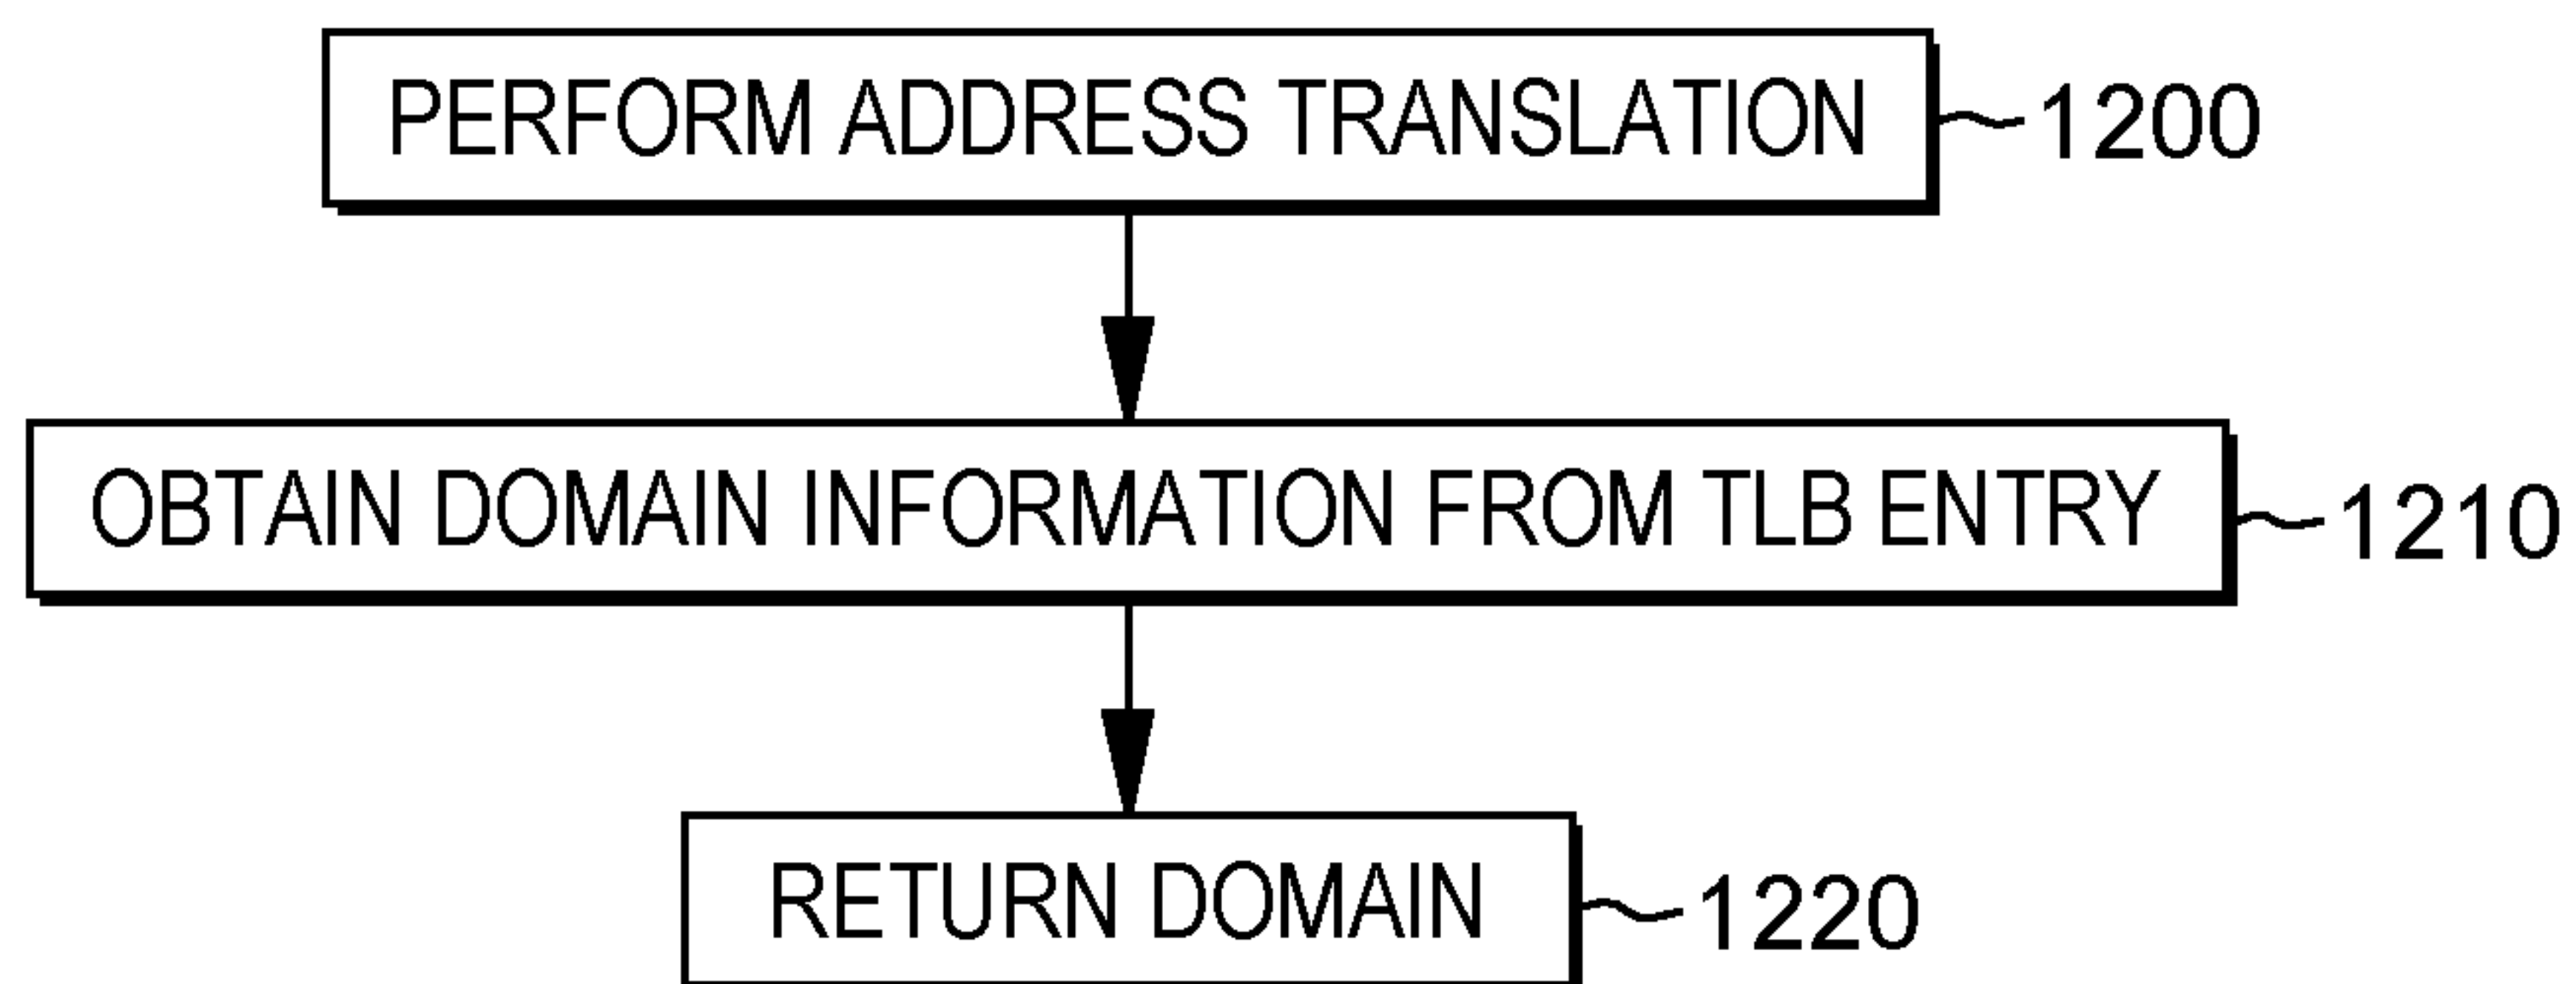 PERFORM ADDRESS TRANSLATION 1200
OBTAIN DOMAIN INFORMATION FROM TLB ENTRY 1210
RETURN DOMAIN 1220